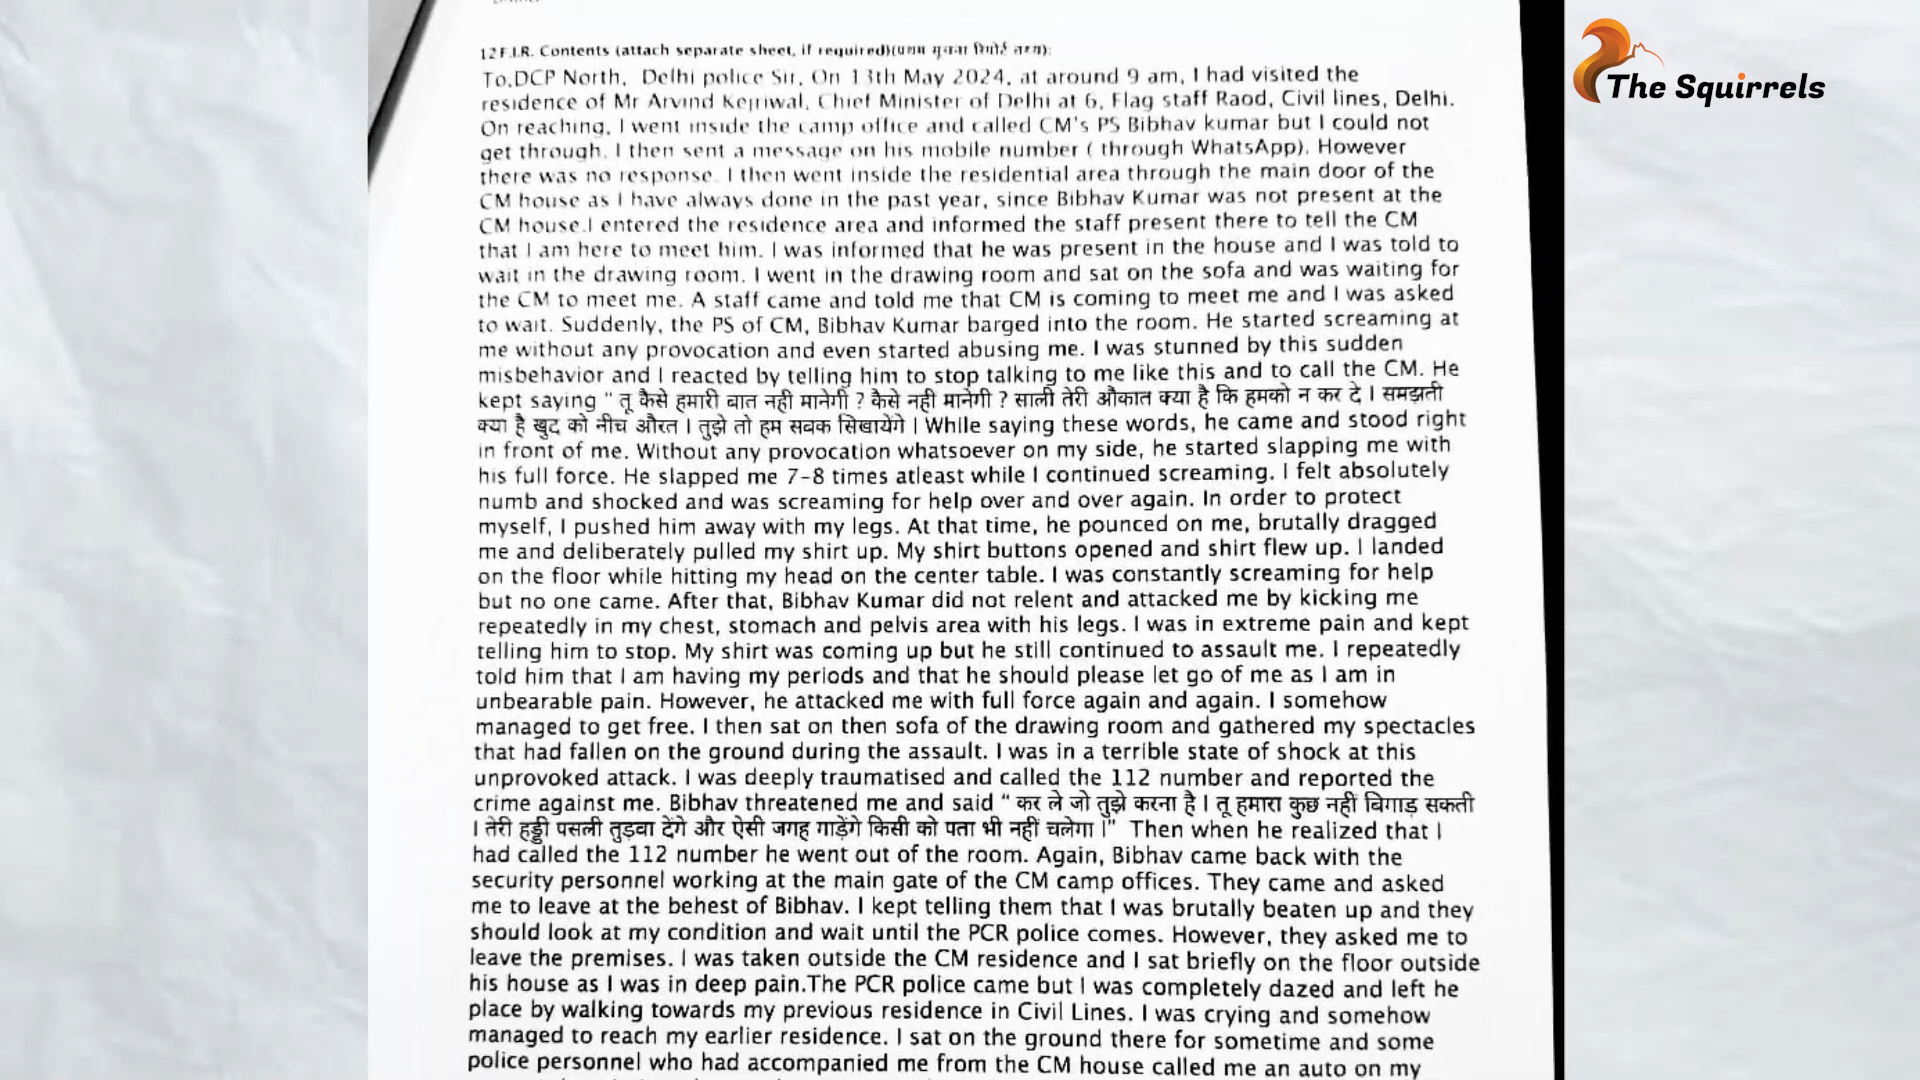 The Squirrels
12 F.I.R. Contents (attach separate sheet, if required)(प्रथम सूचना रिपोर्ट तथ्य):
To,DCP North, Delhi police Sir, On 13th May 2024, at around 9 am, I had visited the
residence of Mr Arvind Kejriwal, Chief Minister of Delhi at 6, Flag staff Raod, Civil lines, Delhi.
On reaching, I went inside the camp office and called CM's PS Bibhav kumar but I could not
get through. I then sent a message on his mobile number ( through WhatsApp). However
there was no response. I then went inside the residential area through the main door of the
CM house as I have always done in the past year, since Bibhav Kumar was not present at the
CM house.I entered the residence area and informed the staff present there to tell the CM
that I am here to meet him. I was informed that he was present in the house and I was told to
wait in the drawing room. I went in the drawing room and sat on the sofa and was waiting for
the CM to meet me. A staff came and told me that CM is coming to meet me and I was asked
to wait. Suddenly, the PS of CM, Bibhav Kumar barged into the room. He started screaming at
me without any provocation and even started abusing me. I was stunned by this sudden
misbehavior and I reacted by telling him to stop talking to me like this and to call the CM. He
kept saying “ तू कैसे हमारी बात नही मानेगी ? कैसे नही मानेगी ? साली तेरी औकात क्या है कि हमको न कर दे । समझती
क्या है खुद को नीच औरत । तुझे तो हम सबक सिखायेंगे । While saying these words, he came and stood right
in front of me. Without any provocation whatsoever on my side, he started slapping me with
his full force. He slapped me 7-8 times atleast while I continued screaming. I felt absolutely
numb and shocked and was screaming for help over and over again. In order to protect
myself, I pushed him away with my legs. At that time, he pounced on me, brutally dragged
me and deliberately pulled my shirt up. My shirt buttons opened and shirt flew up. I landed
on the floor while hitting my head on the center table. I was constantly screaming for help
but no one came. After that, Bibhav Kumar did not relent and attacked me by kicking me
repeatedly in my chest, stomach and pelvis area with his legs. I was in extreme pain and kept
telling him to stop. My shirt was coming up but he still continued to assault me. I repeatedly
told him that I am having my periods and that he should please let go of me as I am in
unbearable pain. However, he attacked me with full force again and again. I somehow
managed to get free. I then sat on then sofa of the drawing room and gathered my spectacles
that had fallen on the ground during the assault. I was in a terrible state of shock at this
unprovoked attack. I was deeply traumatised and called the 112 number and reported the
crime against me. Bibhav threatened me and said “ कर ले जो तुझे करना है । तू हमारा कुछ नहीं बिगाड़ सकती
। तेरी हड्डी पसली तुड़वा देंगे और ऐसी जगह गाड़ेंगे किसी को पता भी नहीं चलेगा ।" Then when he realized that I
had called the 112 number he went out of the room. Again, Bibhav came back with the
security personnel working at the main gate of the CM camp offices. They came and asked
me to leave at the behest of Bibhav. I kept telling them that I was brutally beaten up and they
should look at my condition and wait until the PCR police comes. However, they asked me to
leave the premises. I was taken outside the CM residence and I sat briefly on the floor outside
his house as I was in deep pain.The PCR police came but I was completely dazed and left he
place by walking towards my previous residence in Civil Lines. I was crying and somehow
managed to reach my earlier residence. I sat on the ground there for sometime and some
police personnel who had accompanied me from the CM house called me an auto on my